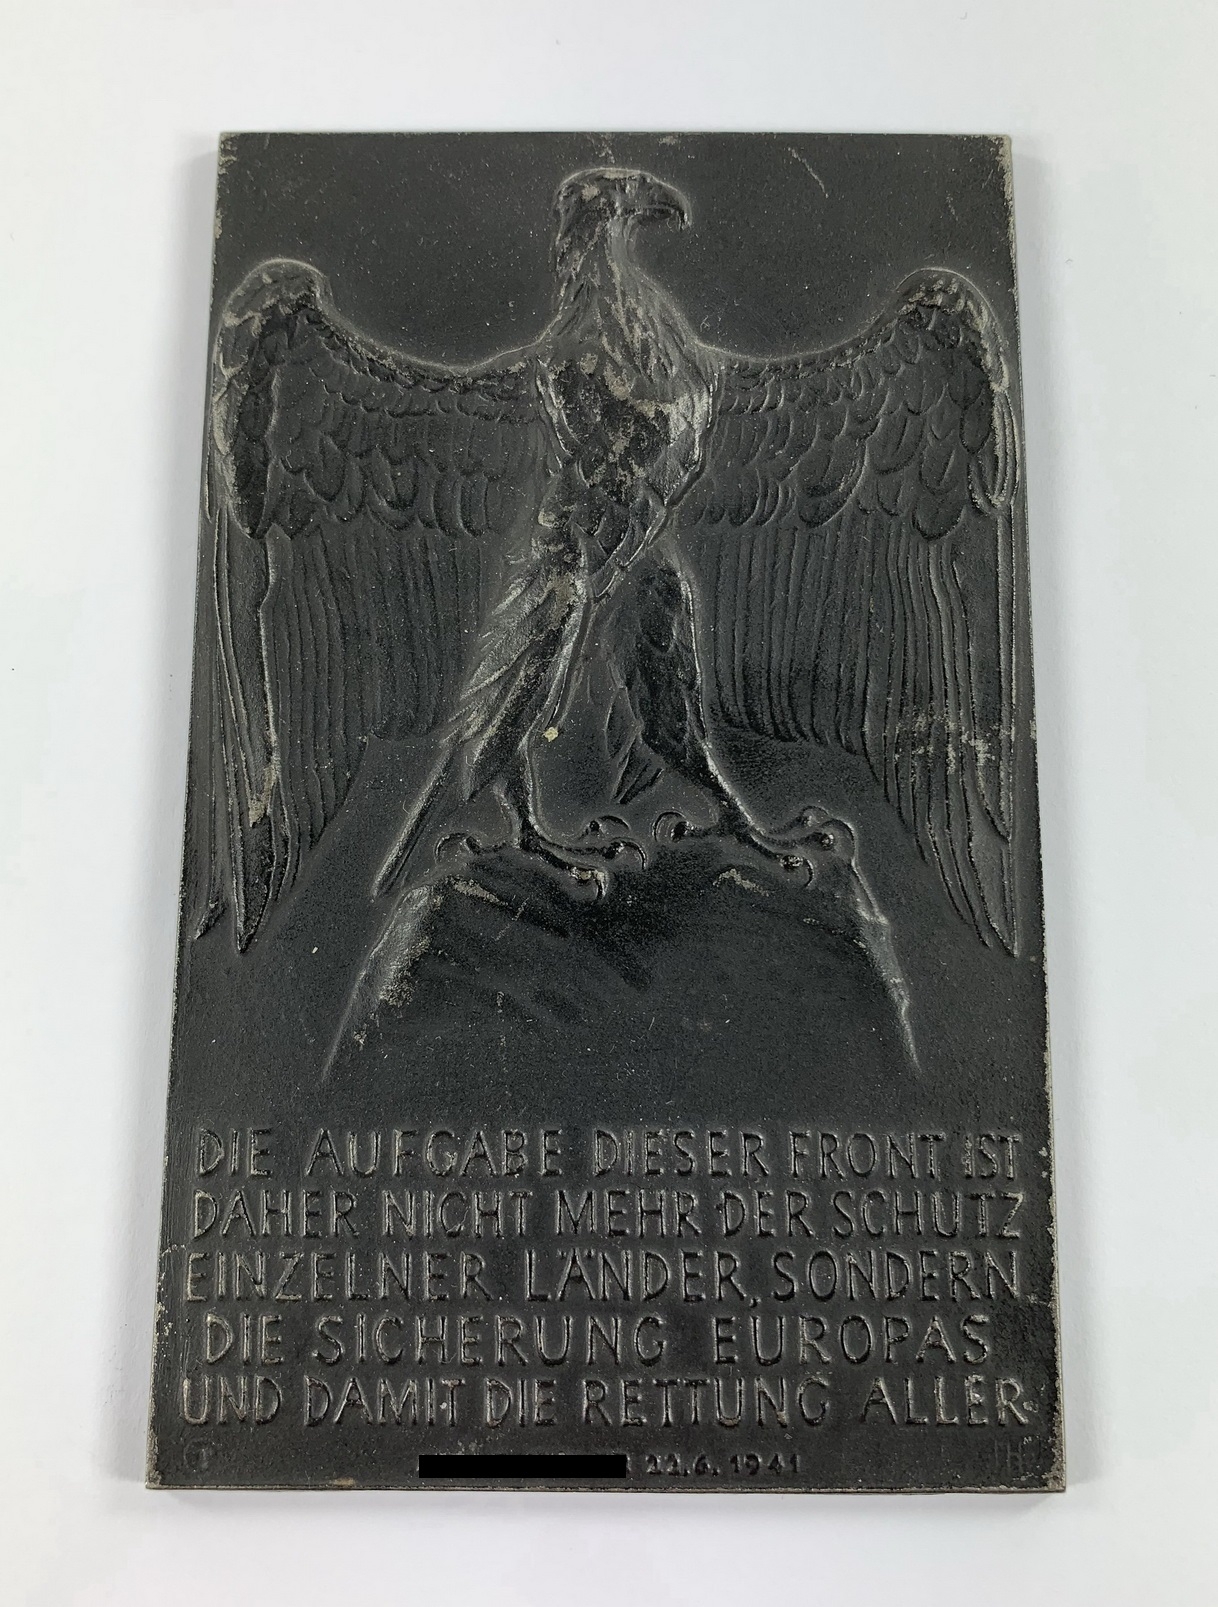 DIE AUFGABE DIESER FRONT IST
DAHER NICHT MEHR DER SCHUTZ
EINZELNER LÄNDER, SONDERN
DIE SICHERUNG EUROPAS
UND DAMIT DIE RETTUNG ALLER.
22.6.1941